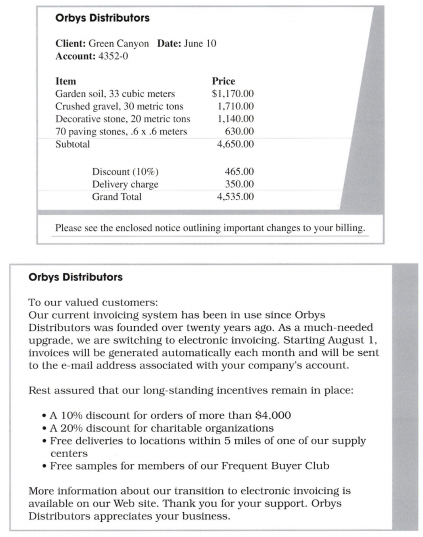 Orbys Distributors
Client: Green Canyon Date: June 10
Account: 4352-0
Item Price
Garden soil, 33 cubic meters $1,170.00
Crushed gravel, 30 metric tons 1,710.00
Decorative stone, 20 metric tons 1,140.00
70 paving stones, .6 x .6 meters 630.00
Subtotal 4,650.00
Discount (10%) 465.00
Delivery charge 350.00
Grand Total 4,535.00
Please see the enclosed notice outlining important changes to your billing.
Orbys Distributors
To our valued customers:
Our current invoicing system has been in use since Orbys
Distributors was founded over twenty years ago. As a much-needed
upgrade, we are switching to electronic invoicing. Starting August 1,
invoices will be generated automatically each month and will be sent
to the e-mail address associated with your company's account.
Rest assured that our long-standing incentives remain in place:
• A 10% discount for orders of more than $4,000
• A 20% discount for charitable organizations
• Free deliveries to locations within 5 miles of one of our supply
centers
• Free samples for members of our Frequent Buyer Club
More information about our transition to electronic invoicing is
available on our Web site. Thank you for your support. Orbys
Distributors appreciates your business.